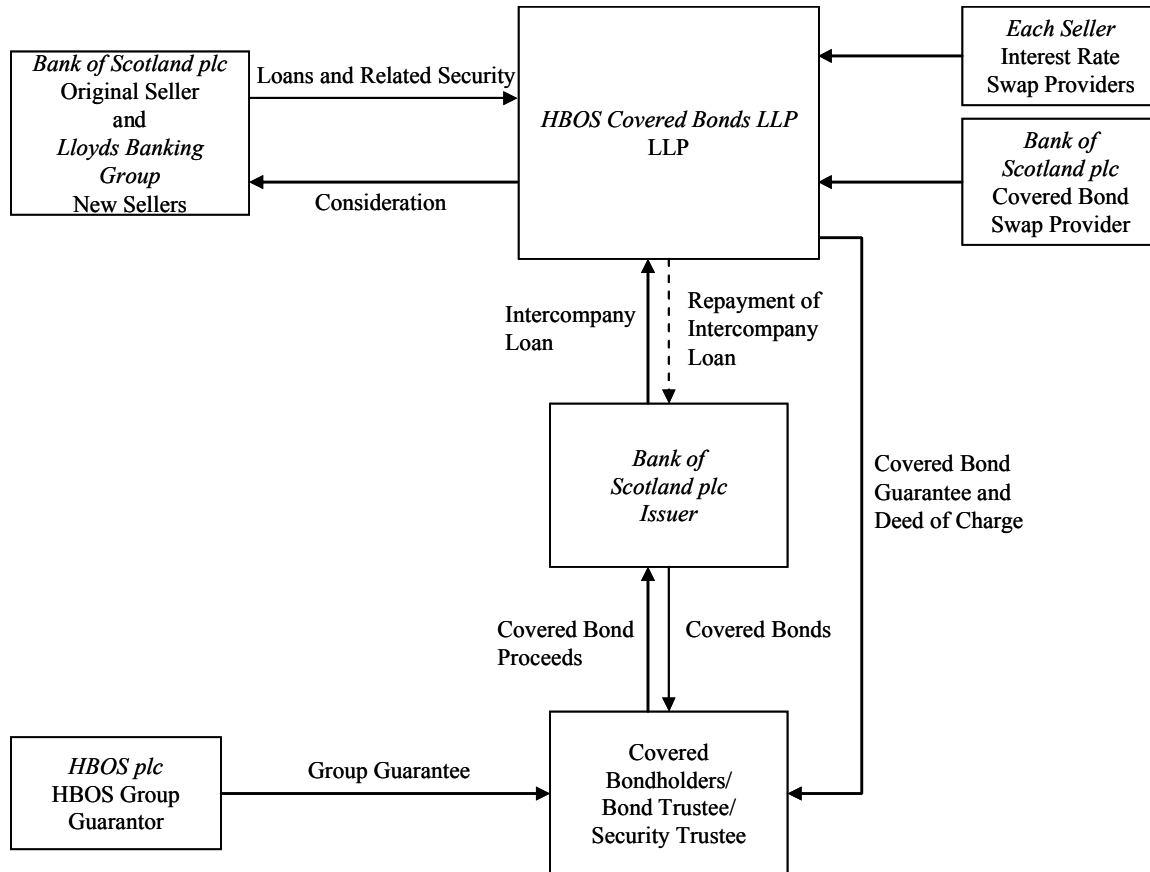 Bank of Scotland plc
Original Seller
and
Lloyds Banking
Group
New Sellers
Loans and Related Security
Consideration
HBOS Covered Bonds LLP
LLP
Each Seller
Interest Rate
Swap Providers
Bank of
Scotland plc
Covered Bond
Swap Provider
Intercompany
Loan
Repayment of
Intercompany
Loan
Bank of
Scotland plc
Issuer
Covered Bond
Guarantee and
Deed of Charge
Covered Bond
Proceeds
Covered Bonds
HBOS plc
HBOS Group
Guarantor
Group Guarantee
Covered
Bondholders/
Bond Trustee/
Security Trustee